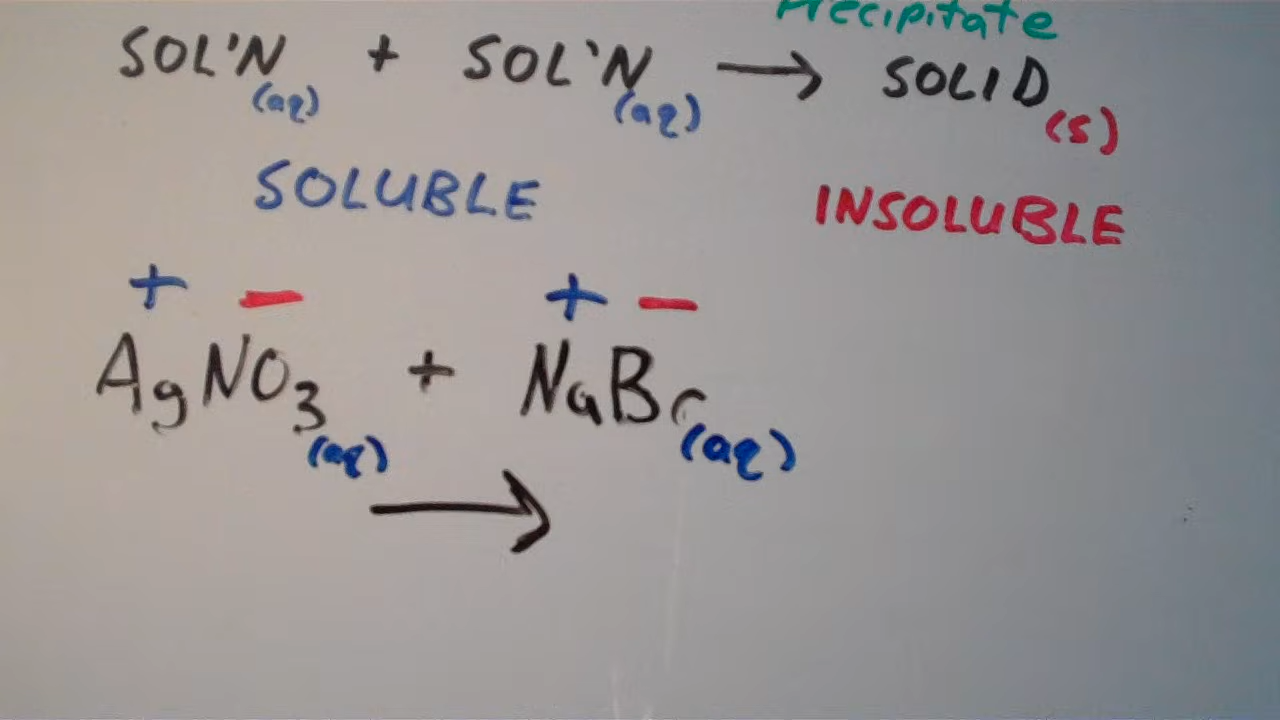 Precipitate
SOL'N(aq) + SOL'N(aq) → SOLID(s)
SOLUBLE INSOLUBLE
+ − + −
AgNO3(aq) + NaBr(aq)
→